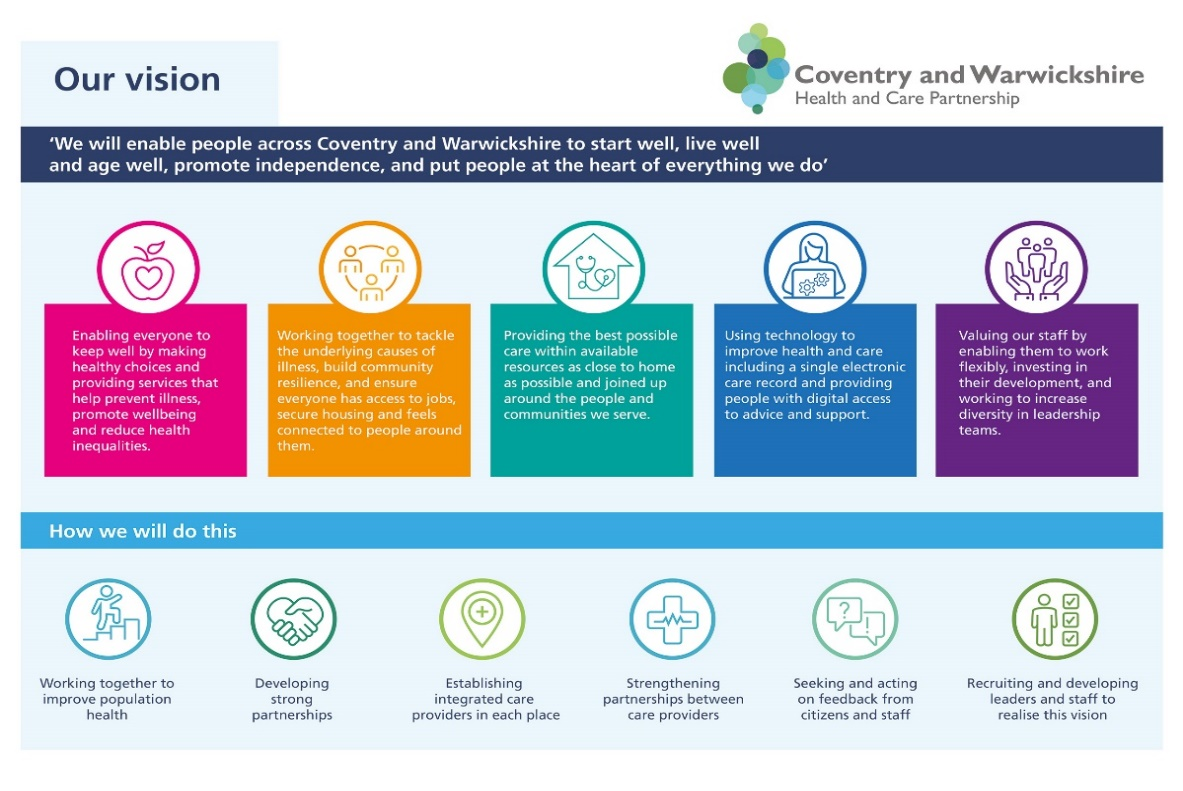 Our vision
Coventry and Warwickshire
Health and Care Partnership
‘We will enable people across Coventry and Warwickshire to start well, live well
and age well, promote independence, and put people at the heart of everything we do’
Enabling everyone to
keep well by making
healthy choices and
providing services that
help prevent illness,
promote wellbeing
and reduce health
inequalities.
Working together to tackle
the underlying causes of
illness, build community
resilience, and ensure
everyone has access to jobs,
secure housing and feels
connected to people around
them.
Providing the best possible
care within available
resources as close to home
as possible and joined up
around the people and
communities we serve.
Using technology to
improve health and care
including a single electronic
care record and providing
people with digital access
to advice and support.
Valuing our staff by
enabling them to work
flexibly, investing in
their development, and
working to increase
diversity in leadership
teams.
How we will do this
Working together to
improve population
health
Developing
strong
partnerships
Establishing
integrated care
providers in each place
Strengthening
partnerships between
care providers
Seeking and acting
on feedback from
citizens and staff
Recruiting and developing
leaders and staff to
realise this vision